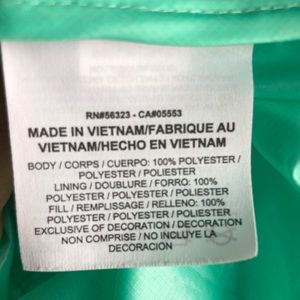 RN#56323 - CA#05553
MADE IN VIETNAM/FABRIQUE AU
VIETNAM/HECHO EN VIETNAM
BODY / CORPS / CUERPO: 100% POLYESTER /
POLYESTER / POLIESTER
LINING / DOUBLURE / FORRO: 100%
POLYESTER / POLYESTER / POLIESTER
FILL / REMPLISSAGE / RELLENO: 100%
POLYESTER / POLYESTER / POLIESTER
EXCLUSIVE OF DECORATION / DECORATION
NON COMPRISE / NO INCLUYE LA
DECORACION